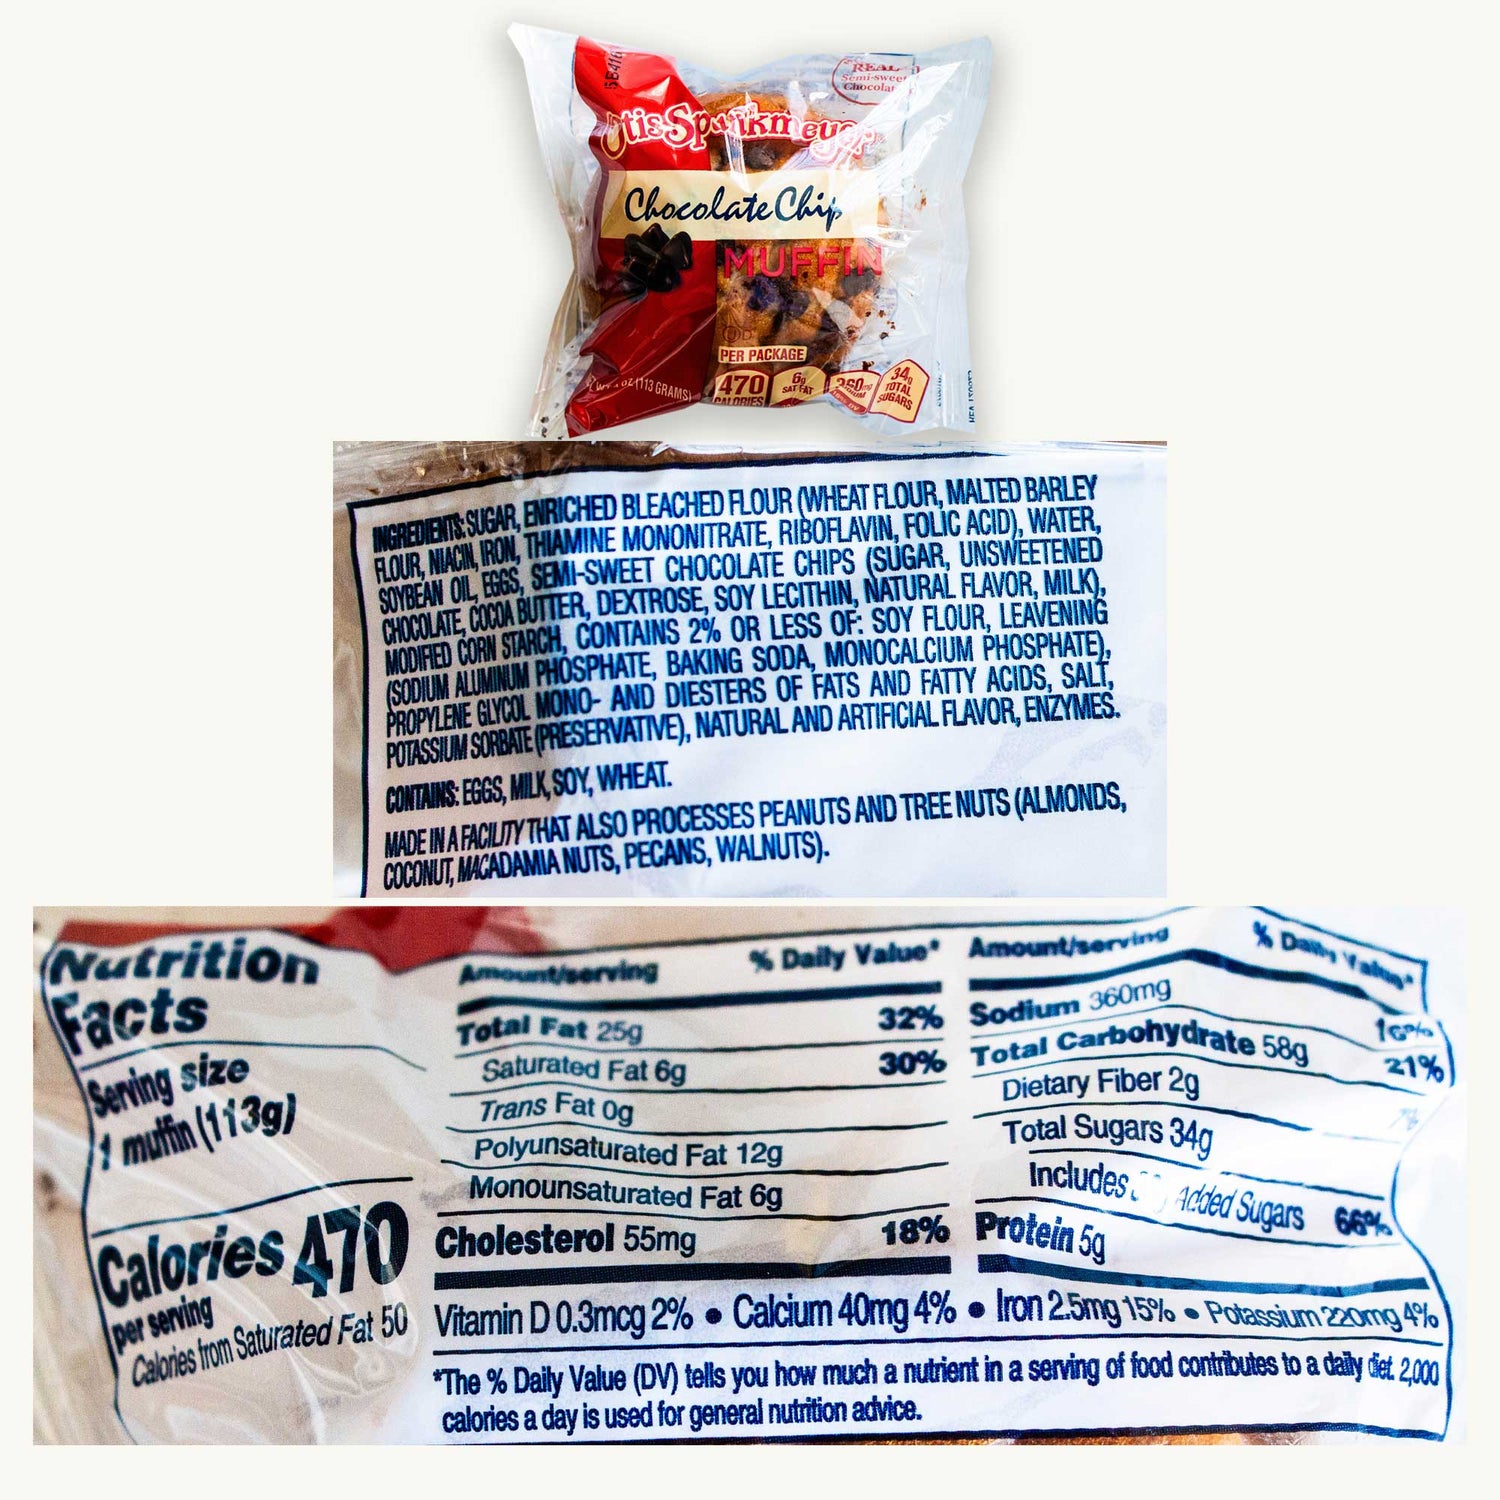 REAL
Semi-sweet
Chocolate
Otis Spunkmeyer
Chocolate Chip
MUFFIN
PER PACKAGE
OZ (113 GRAMS)
470
CALORIES
6g
SAT FAT
360mg
34g
TOTAL
SUGARS
INGREDIENTS: SUGAR, ENRICHED BLEACHED FLOUR (WHEAT FLOUR, MALTED BARLEY
FLOUR, NIACIN, IRON, THIAMINE MONONITRATE, RIBOFLAVIN, FOLIC ACID), WATER,
SOYBEAN OIL, EGGS, SEMI-SWEET CHOCOLATE CHIPS (SUGAR, UNSWEETENED
CHOCOLATE, COCOA BUTTER, DEXTROSE, SOY LECITHIN, NATURAL FLAVOR, MILK),
MODIFIED CORN STARCH, CONTAINS 2% OR LESS OF: SOY FLOUR, LEAVENING
(SODIUM ALUMINUM PHOSPHATE, BAKING SODA, MONOCALCIUM PHOSPHATE),
PROPYLENE GLYCOL MONO- AND DIESTERS OF FATS AND FATTY ACIDS, SALT,
POTASSIUM SORBATE (PRESERVATIVE), NATURAL AND ARTIFICIAL FLAVOR, ENZYMES.
CONTAINS: EGGS, MILK, SOY, WHEAT.
MADE IN A FACILITY THAT ALSO PROCESSES PEANUTS AND TREE NUTS (ALMONDS,
COCONUT, MACADAMIA NUTS, PECANS, WALNUTS).
Nutrition
Facts
Serving size
1 muffin (113g)
Calories 470
per serving
Calories from Saturated Fat 50
Amount/serving % Daily Value*
Total Fat 25g 32%
Saturated Fat 6g 30%
Trans Fat 0g
Polyunsaturated Fat 12g
Monounsaturated Fat 6g
Cholesterol 55mg 18%
Amount/serving % Daily Value*
Sodium 360mg 16%
Total Carbohydrate 58g 21%
Dietary Fiber 2g
Total Sugars 34g
Includes Added Sugars 66%
Protein 5g
Vitamin D 0.3mcg 2% • Calcium 40mg 4% • Iron 2.5mg 15% • Potassium 220mg 4%
*The % Daily Value (DV) tells you how much a nutrient in a serving of food contributes to a daily diet. 2,000
calories a day is used for general nutrition advice.